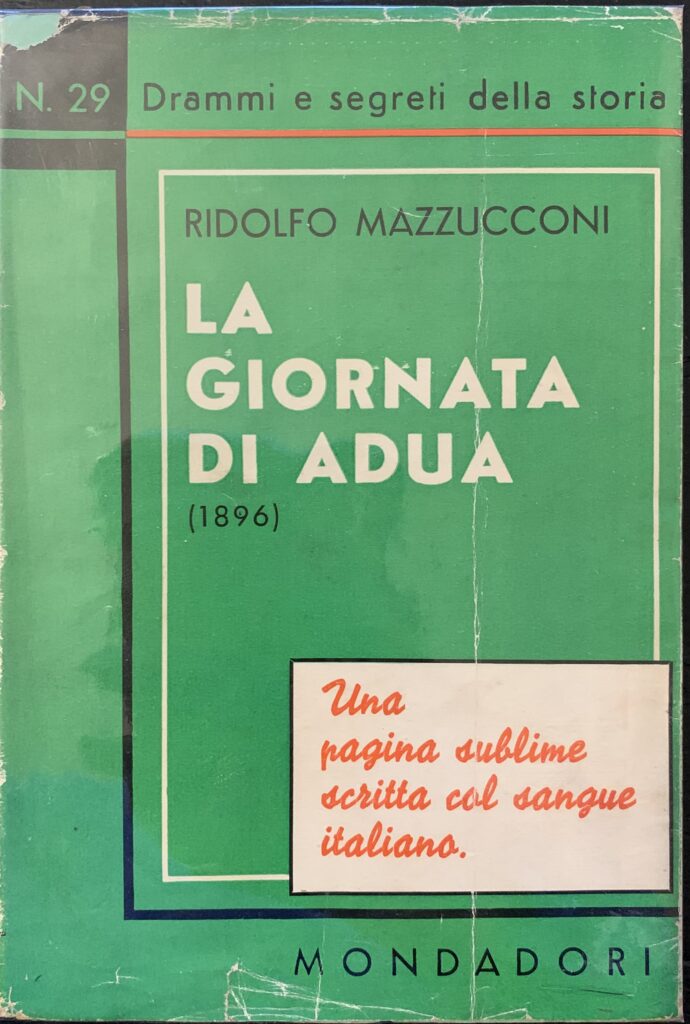 N. 29 Drammi e segreti della storia
RIDOLFO MAZZUCCONI
LA
GIORNATA
DI ADUA
(1896)
Una
pagina sublime
scritta col sangue
italiano.
MONDADORI